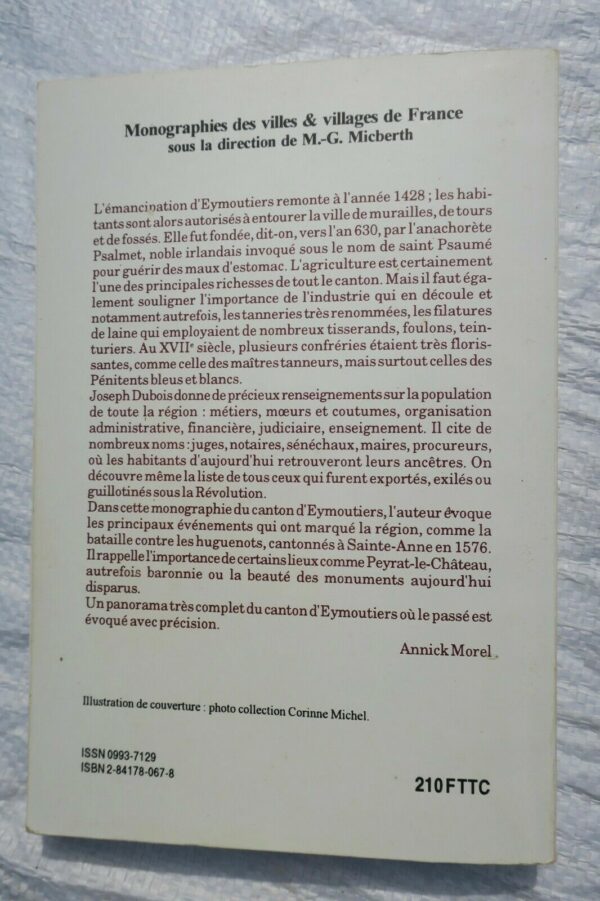 Monographies des villes & villages de France
sous la direction de M.-G. Micberth
L'émancipation d'Eymoutiers remonte à l'année 1428 ; les habi-
tants sont alors autorisés à entourer la ville de murailles, de tours
et de fossés. Elle fut fondée, dit-on, vers l'an 630, par l'anachorète
Psalmet, noble irlandais invoqué sous le nom de saint Psaumé
pour guérir des maux d'estomac. L'agriculture est certainement
l'une des principales richesses de tout le canton. Mais il faut éga-
lement souligner l'importance de l'industrie qui en découle et
notamment autrefois, les tanneries très renommées, les filatures
de laine qui employaient de nombreux tisserands, foulons, tein-
turiers. Au XVIIe siècle, plusieurs confréries étaient très floris-
santes, comme celle des maîtres tanneurs, mais surtout celles des
Pénitents bleus et blancs.
Joseph Dubois donne de précieux renseignements sur la population
de toute la région : métiers, mœurs et coutumes, organisation
administrative, financière, judiciaire, enseignement. Il cite de
nombreux noms : juges, notaires, sénéchaux, maires, procureurs,
où les habitants d'aujourd'hui retrouveront leurs ancêtres. On
découvre même la liste de tous ceux qui furent exportés, exilés ou
guillotinés sous la Révolution.
Dans cette monographie du canton d'Eymoutiers, l'auteur évoque
les principaux événements qui ont marqué la région, comme la
bataille contre les huguenots, cantonnés à Sainte-Anne en 1576.
Il rappelle l'importance de certains lieux comme Peyrat-le-Château,
autrefois baronnie ou la beauté des monuments aujourd'hui
disparus.
Un panorama très complet du canton d'Eymoutiers où le passé est
évoqué avec précision.
Annick Morel.
Illustration de couverture : photo collection Corinne Michel.
ISSN 0993-7129
ISBN 2-84178-067-8
210 F TTC